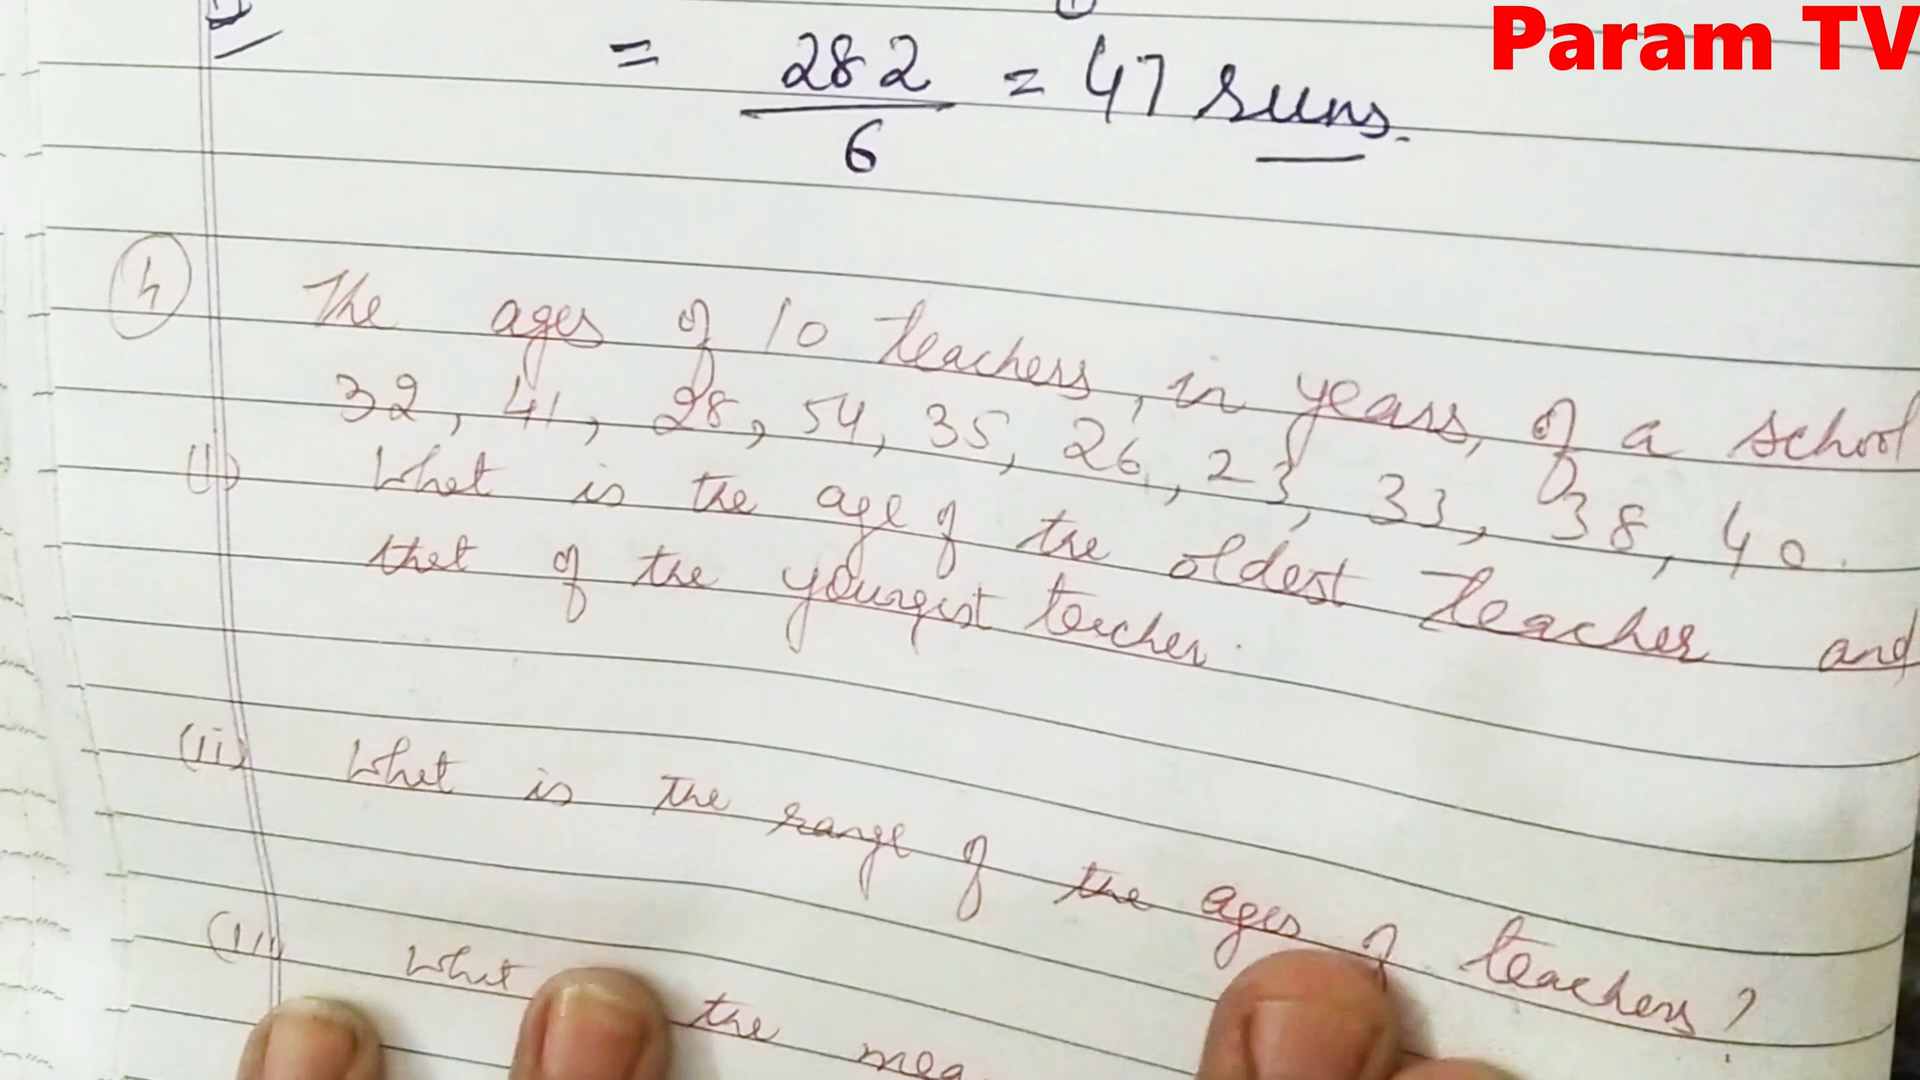 Param TV
= 282 / 6 = 47 runs.
4 The ages of 10 teachers, in years, of a school
32, 41, 28, 54, 35, 26, 23, 33, 38, 40.
(i) What is the age of the oldest teacher and
that of the youngest teacher.
(ii) What is the range of the ages of teachers?
(iii) What the mea